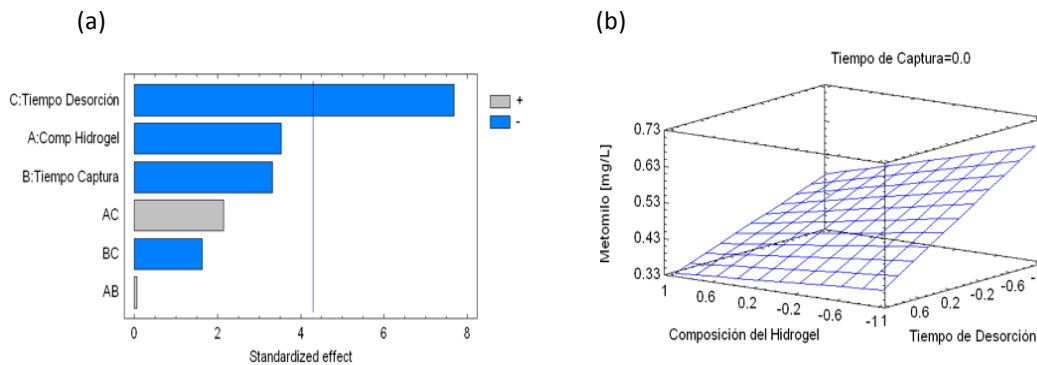 (a)
C:Tiempo Desorción
A:Comp Hidrogel
B:Tiempo Captura
AC
BC
AB
0 2 4 6 8
Standardized effect
+
-
(b)
Tiempo de Captura=0.0
Metomilo [mg/L]
0.73
0.63
0.53
0.43
0.33
1 0.6 0.2 -0.2 -0.6 -1
Composición del Hidrogel
1 0.6 0.2 -0.2 -0.6
Tiempo de Desorción